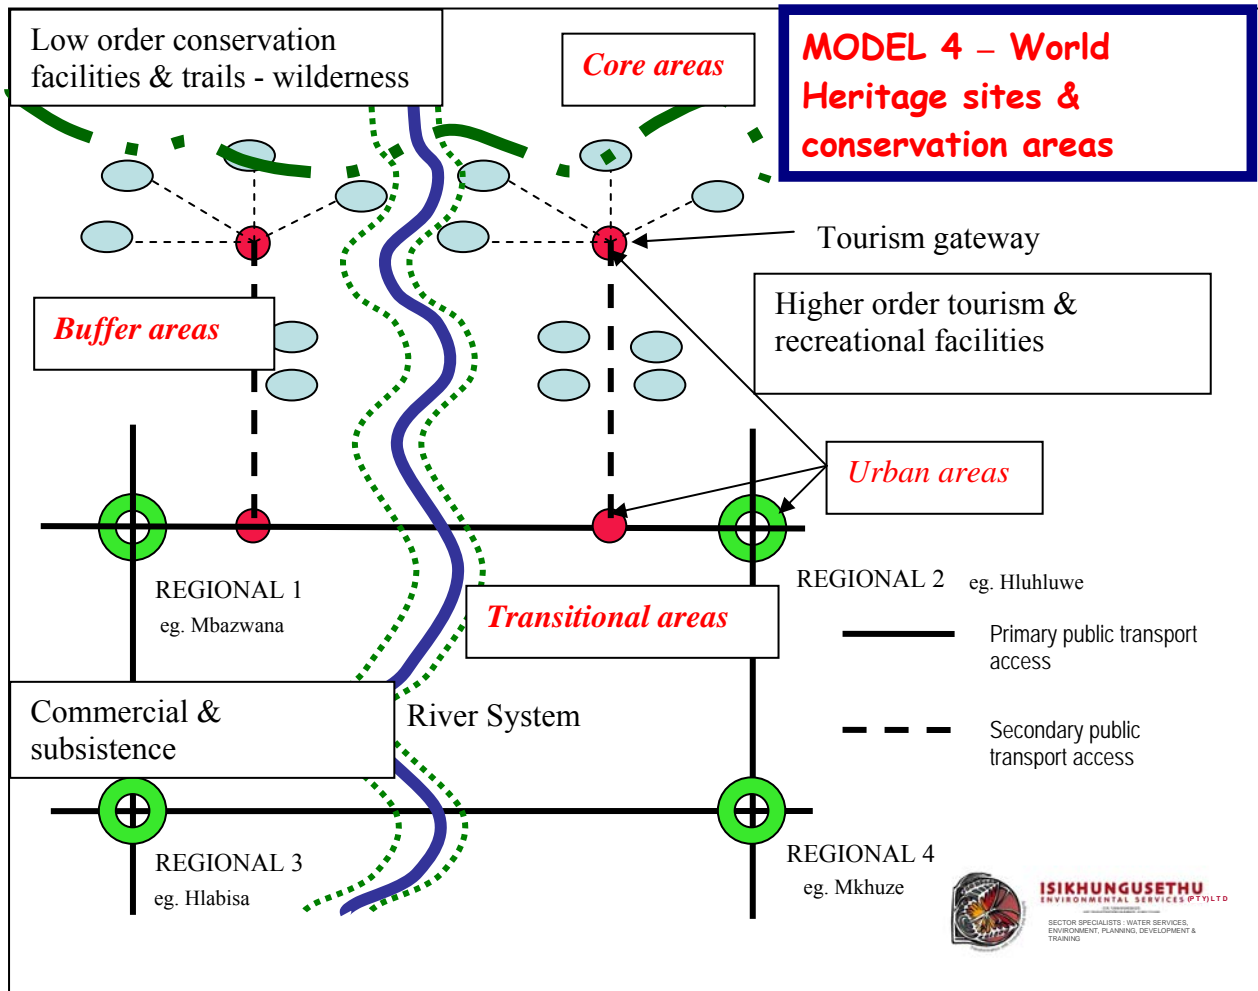 Low order conservation
facilities & trails - wilderness
Core areas
MODEL 4 – World
Heritage sites &
conservation areas
Tourism gateway
Buffer areas
Higher order tourism &
recreational facilities
Urban areas
REGIONAL 1
eg. Mbazwana
REGIONAL 2 eg. Hluhluwe
Transitional areas
Primary public transport
access
Commercial &
subsistence
River System
Secondary public
transport access
REGIONAL 3
eg. Hlabisa
REGIONAL 4
eg. Mkhuze
ISIKHUNGUSETHU
ENVIRONMENTAL SERVICES (PTY) LTD
SECTOR SPECIALISTS : WATER SERVICES,
ENVIRONMENT, PLANNING, DEVELOPMENT &
TRAINING